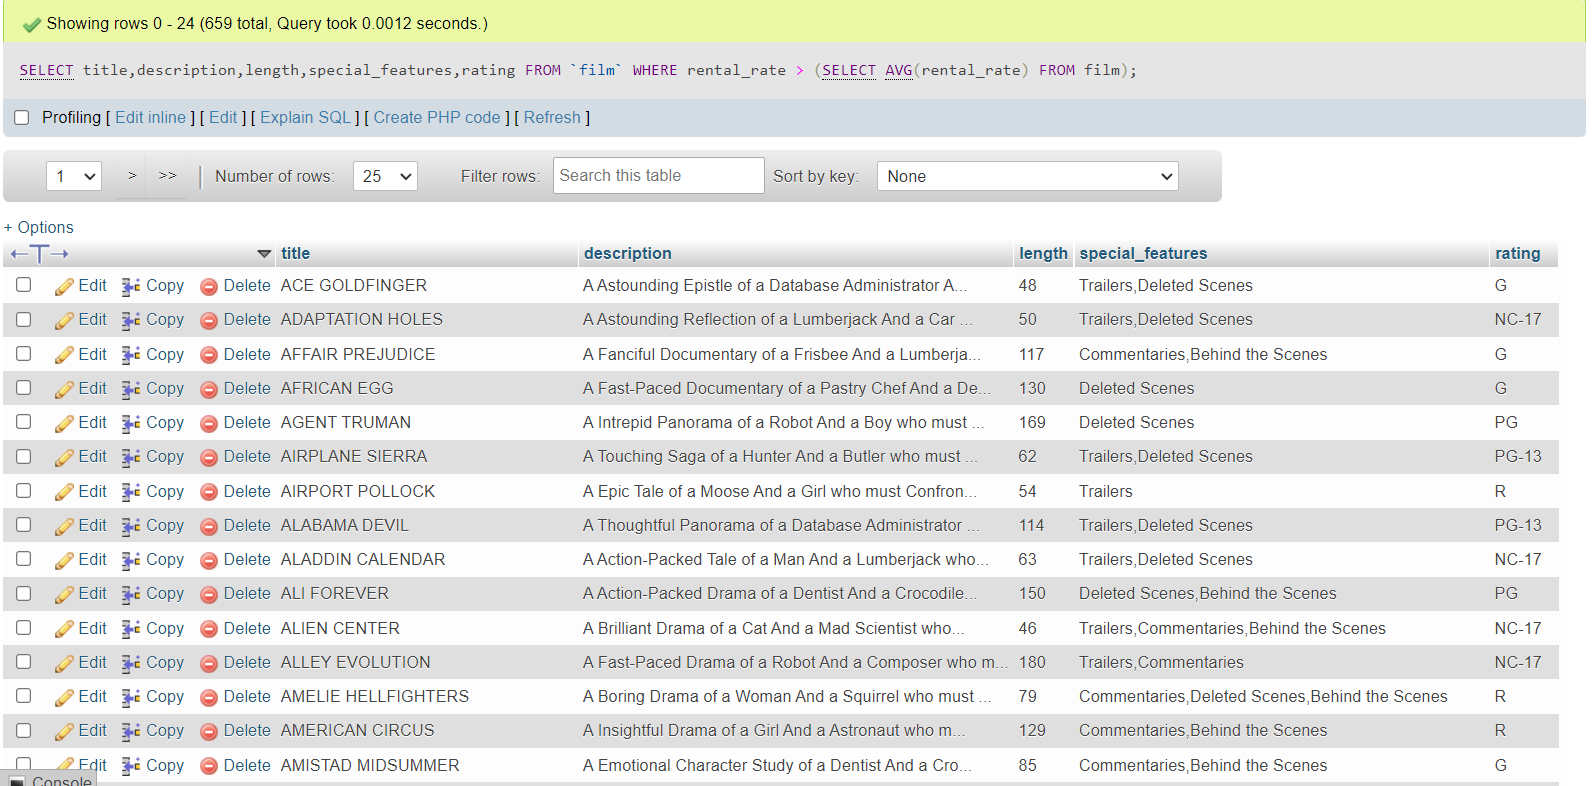 Showing rows 0 - 24 (659 total, Query took 0.0012 seconds.)
SELECT title,description,length,special_features,rating FROM `film` WHERE rental_rate > (SELECT AVG(rental_rate) FROM film);
Profiling [ Edit inline ] [ Edit ] [ Explain SQL ] [ Create PHP code ] [ Refresh ]
1 > >> Number of rows: 25 Filter rows: Search this table Sort by key: None
+ Options
title description length special_features rating
Edit Copy Delete ACE GOLDFINGER A Astounding Epistle of a Database Administrator A... 48 Trailers,Deleted Scenes G
Edit Copy Delete ADAPTATION HOLES A Astounding Reflection of a Lumberjack And a Car ... 50 Trailers,Deleted Scenes NC-17
Edit Copy Delete AFFAIR PREJUDICE A Fanciful Documentary of a Frisbee And a Lumberja... 117 Commentaries,Behind the Scenes G
Edit Copy Delete AFRICAN EGG A Fast-Paced Documentary of a Pastry Chef And a De... 130 Deleted Scenes G
Edit Copy Delete AGENT TRUMAN A Intrepid Panorama of a Robot And a Boy who must ... 169 Deleted Scenes PG
Edit Copy Delete AIRPLANE SIERRA A Touching Saga of a Hunter And a Butler who must ... 62 Trailers,Deleted Scenes PG-13
Edit Copy Delete AIRPORT POLLOCK A Epic Tale of a Moose And a Girl who must Confron... 54 Trailers R
Edit Copy Delete ALABAMA DEVIL A Thoughtful Panorama of a Database Administrator ... 114 Trailers,Deleted Scenes PG-13
Edit Copy Delete ALADDIN CALENDAR A Action-Packed Tale of a Man And a Lumberjack who... 63 Trailers,Deleted Scenes NC-17
Edit Copy Delete ALI FOREVER A Action-Packed Drama of a Dentist And a Crocodile... 150 Deleted Scenes,Behind the Scenes PG
Edit Copy Delete ALIEN CENTER A Brilliant Drama of a Cat And a Mad Scientist who... 46 Trailers,Commentaries,Behind the Scenes NC-17
Edit Copy Delete ALLEY EVOLUTION A Fast-Paced Drama of a Robot And a Composer who m... 180 Trailers,Commentaries NC-17
Edit Copy Delete AMELIE HELLFIGHTERS A Boring Drama of a Woman And a Squirrel who must ... 79 Commentaries,Deleted Scenes,Behind the Scenes R
Edit Copy Delete AMERICAN CIRCUS A Insightful Drama of a Girl And a Astronaut who m... 129 Commentaries,Behind the Scenes R
Edit Copy Delete AMISTAD MIDSUMMER A Emotional Character Study of a Dentist And a Cro... 85 Commentaries,Behind the Scenes G
Console